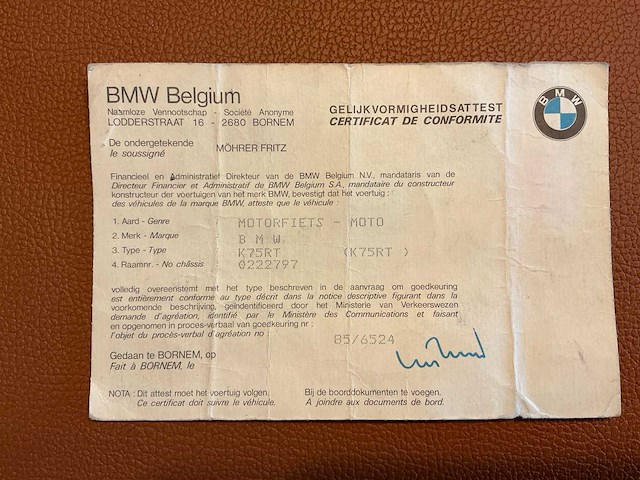 BMW Belgium
Naamloze Vennootschap - Société Anonyme
LODDERSTRAAT 16 - 2680 BORNEM
GELIJKVORMIGHEIDSATTEST
CERTIFICAT DE CONFORMITE
BMW
De ondergetekende
le soussigné
MÖHRER FRITZ
Financieel en Administratief Direkteur van de BMW Belgium N.V., mandataris van de
Directeur Financier et Administratif de BMW Belgium S.A., mandataire du constructeur
konstructeur der voertuigen van het merk BMW, bevestigt dat het voertuig :
des véhicules de la marque BMW, atteste que le véhicule :
1. Aard - Genre MOTORFIETS - MOTO
2. Merk - Marque B M W
3. Type - Type K75RT (K75RT )
4. Raamnr. - No châssis 0222797
volledig overeenstemt met het type beschreven in de aanvraag om goedkeuring
est entièrement conforme au type décrit dans la notice descriptive figurant dans la
voorkomende beschrijving, geïdentificeerd door het Ministerie van Verkeerswezen
demande d'agréation, identifié par le Ministère des Communications et faisant
en opgenomen in proces-verbaal van goedkeuring nr :
l'objet du procès-verbal d'agréation no : 85/6524
Gedaan te BORNEM, op
Fait à BORNEM, le
NOTA : Dit attest moet het voertuig volgen. Bij de boorddokumenten te voegen.
Ce certificat doit suivre le véhicule. A joindre aux documents de bord.